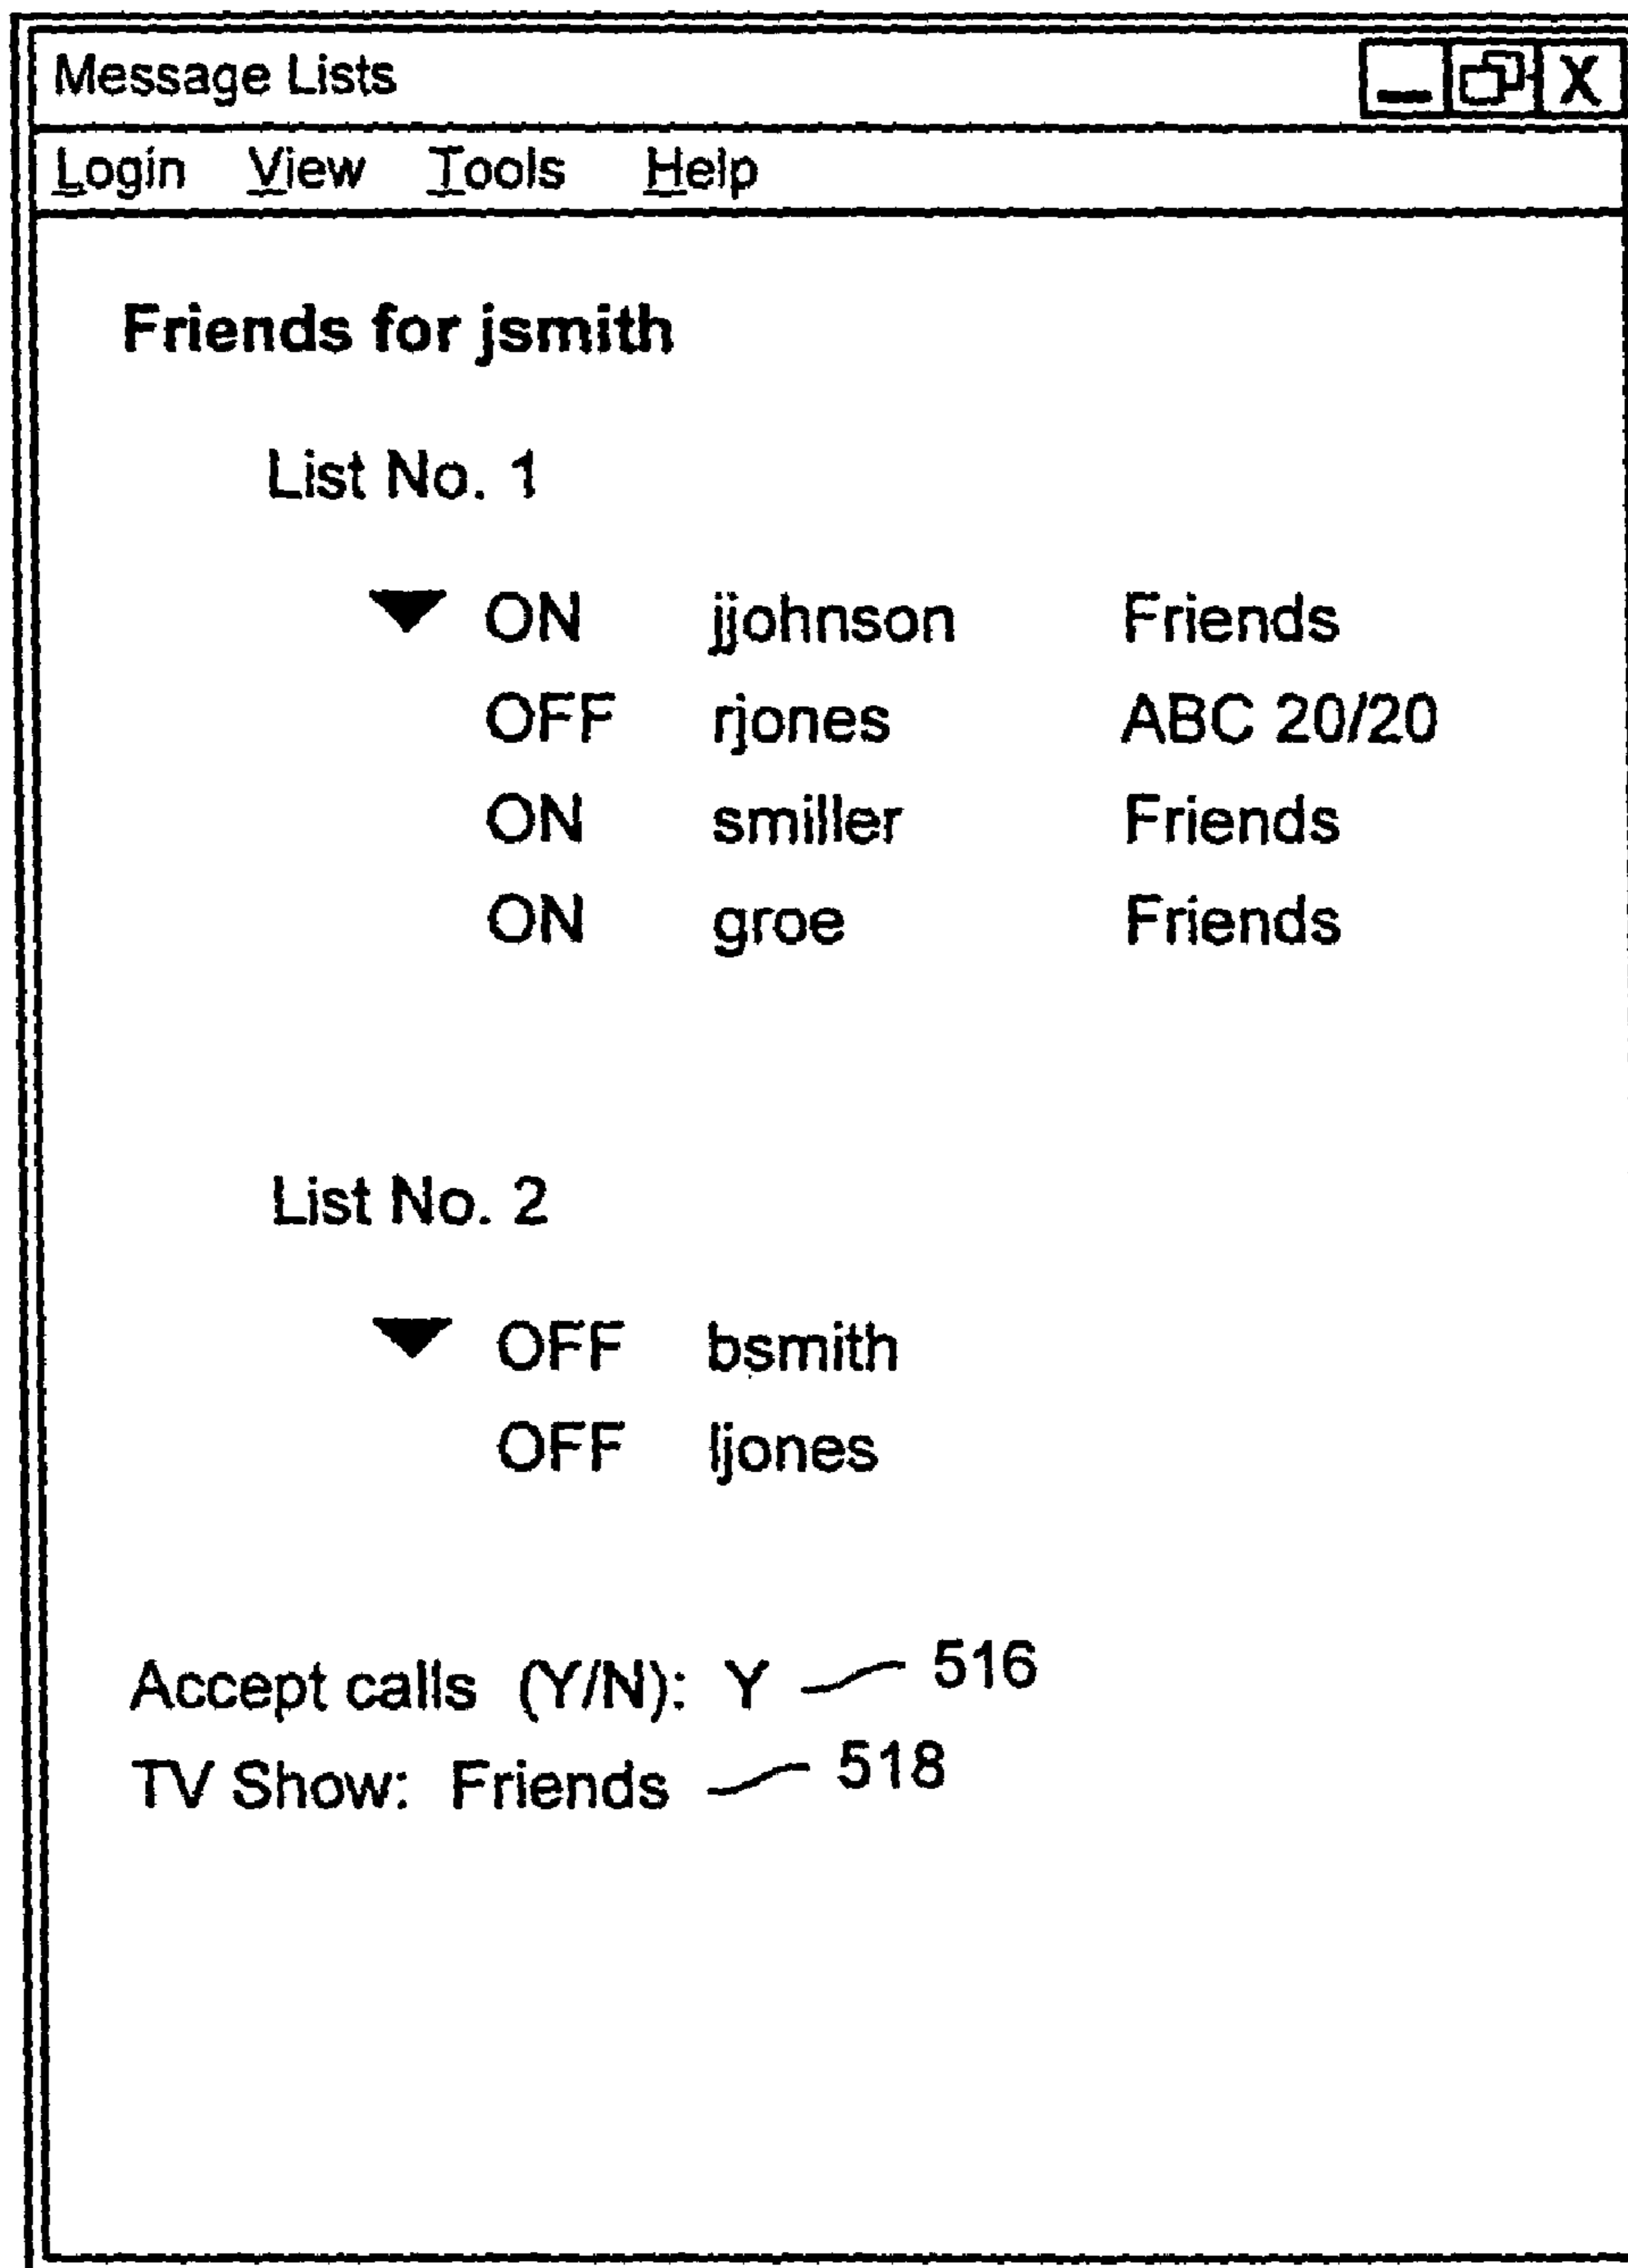 Message Lists X
Login View Tools Help
Friends for jsmith
List No. 1
ON jjohnson Friends
OFF rjones ABC 20/20
ON smiller Friends
ON groe Friends
List No. 2
OFF bsmith
OFF ljones
Accept calls (Y/N): Y 516
TV Show: Friends 518